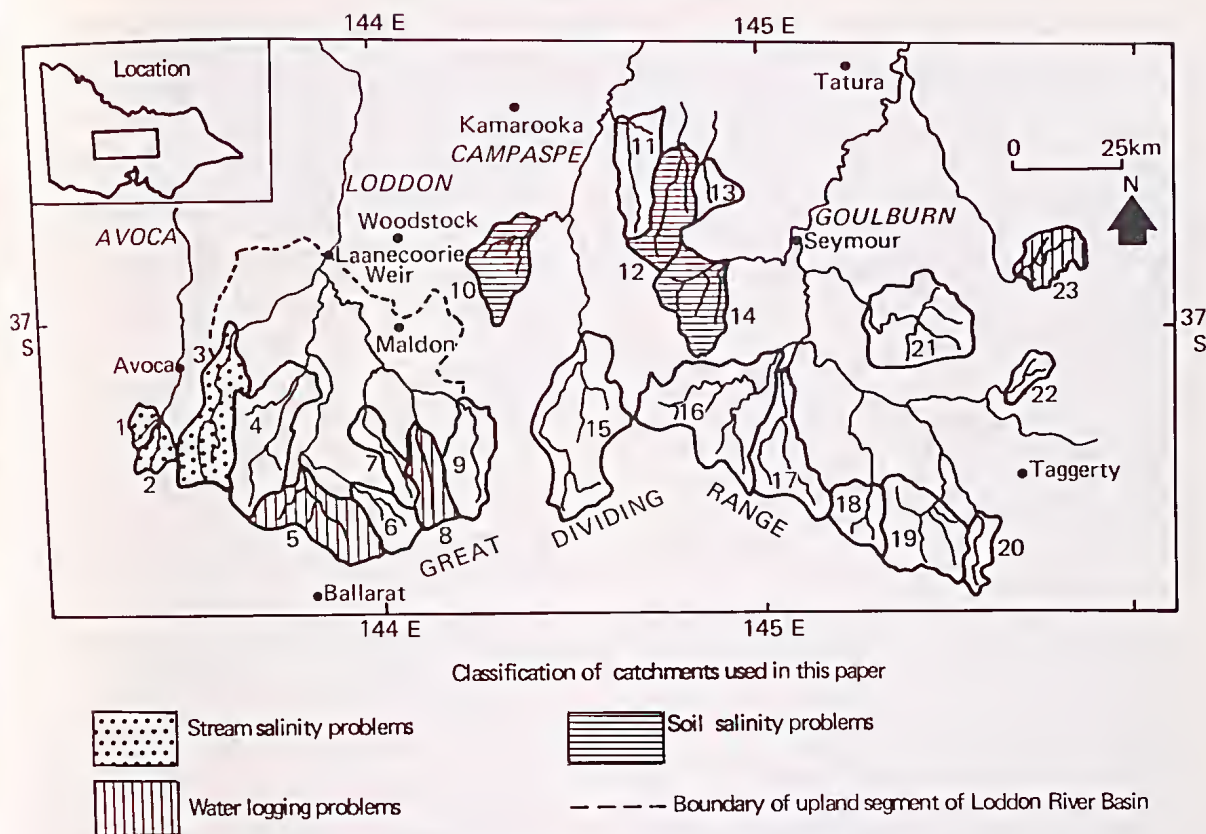 144 E
145 E
Location
Tatura
Kamarooka
CAMPASPE
11
13
0 25km
N
LODDON
Woodstock
AVOCA
Laanecoorie
Weir
GOULBURN
Seymour
12
10
23
14
37
S
Maldon
21
37
S
3
Avoca
22
1
4
16
15
2
7
9
17
Taggerty
18
19
20
5
6
8
GREAT
DIVIDING
RANGE
Ballarat
144 E
145 E
Classification of catchments used in this paper
Stream salinity problems
Soil salinity problems
Water logging problems
Boundary of upland segment of Loddon River Basin